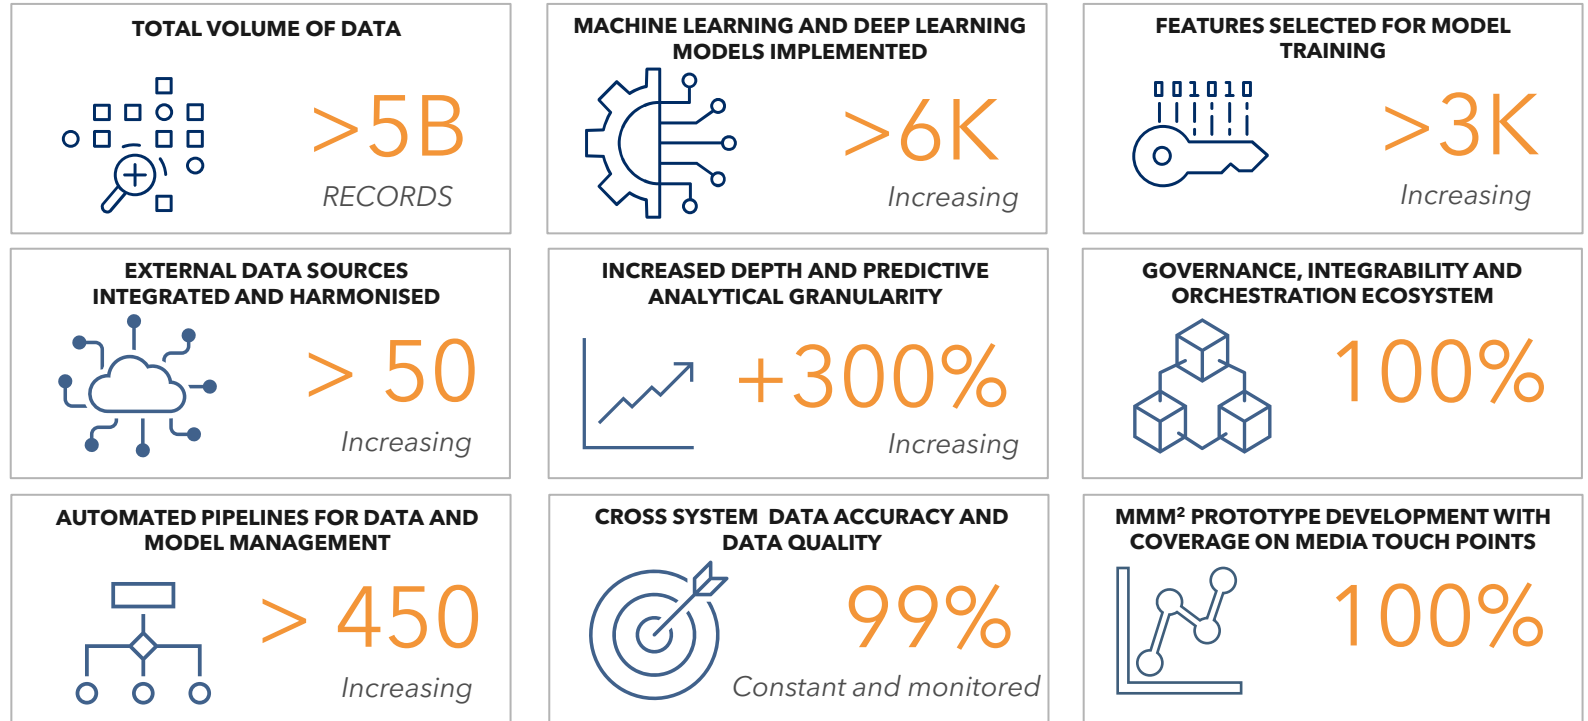 TOTAL VOLUME OF DATA
>5B
RECORDS
MACHINE LEARNING AND DEEP LEARNING
MODELS IMPLEMENTED
>6K
Increasing
FEATURES SELECTED FOR MODEL
TRAINING
001010
>3K
Increasing
EXTERNAL DATA SOURCES
INTEGRATED AND HARMONISED
> 50
Increasing
INCREASED DEPTH AND PREDICTIVE
ANALYTICAL GRANULARITY
+300%
Increasing
GOVERNANCE, INTEGRABILITY AND
ORCHESTRATION ECOSYSTEM
100%
AUTOMATED PIPELINES FOR DATA AND
MODEL MANAGEMENT
> 450
Increasing
CROSS SYSTEM  DATA ACCURACY AND
DATA QUALITY
99%
Constant and monitored
MMM² PROTOTYPE DEVELOPMENT WITH
COVERAGE ON MEDIA TOUCH POINTS
100%